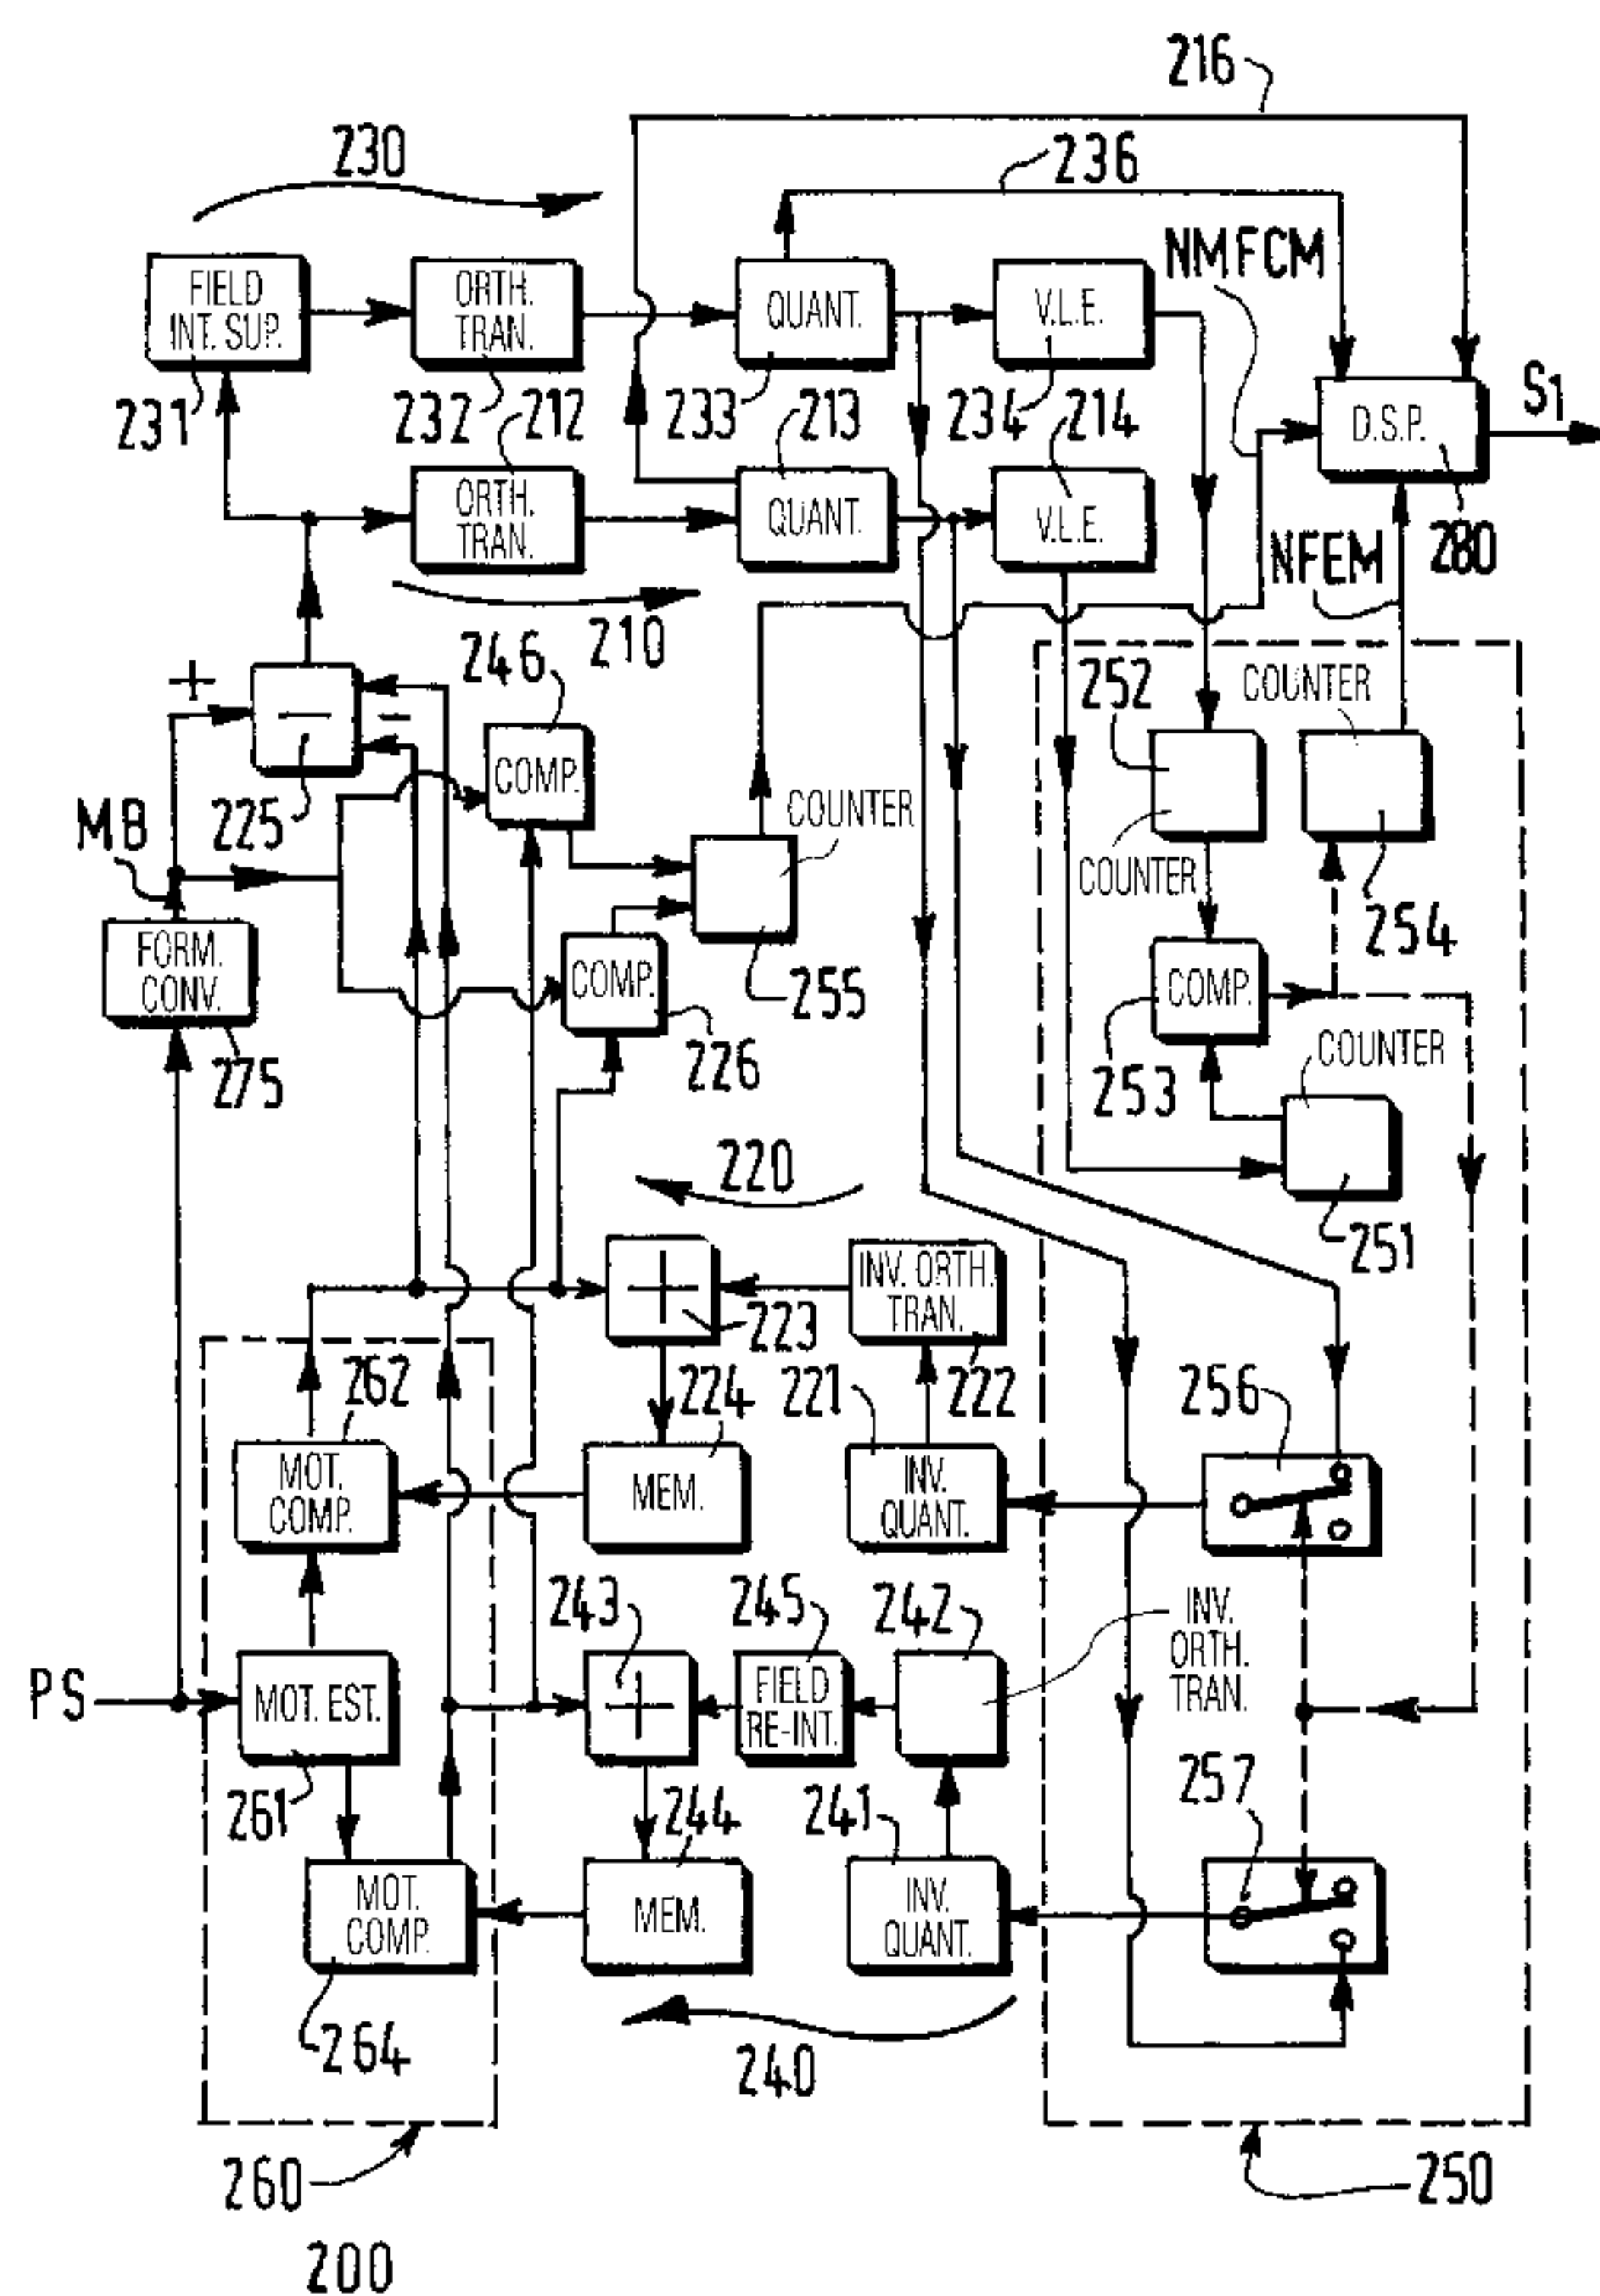 216
230
236
NMFCM
FIELD
INT. SUP.
ORTH.
TRAN.
QUANT.
V.L.E.
231
232
212
233
213
234
214
D.S.P.
S1
ORTH.
TRAN.
QUANT.
V.L.E.
280
NFEM
210
246
252
COUNTER
+
—
-
COMP.
MB
225
COUNTER
COUNTER
254
FORM.
CONV.
COMP.
255
COMP.
275
226
253
COUNTER
220
251
+
223
INV. ORTH.
TRAN.
262
224
221
222
256
MOT.
COMP.
MEM.
INV.
QUANT.
243
245
242
INV.
ORTH.
TRAN.
PS
MOT. EST.
+
FIELD
RE-INT.
257
261
244
241
MOT.
COMP.
MEM.
INV.
QUANT.
264
240
260
250
200